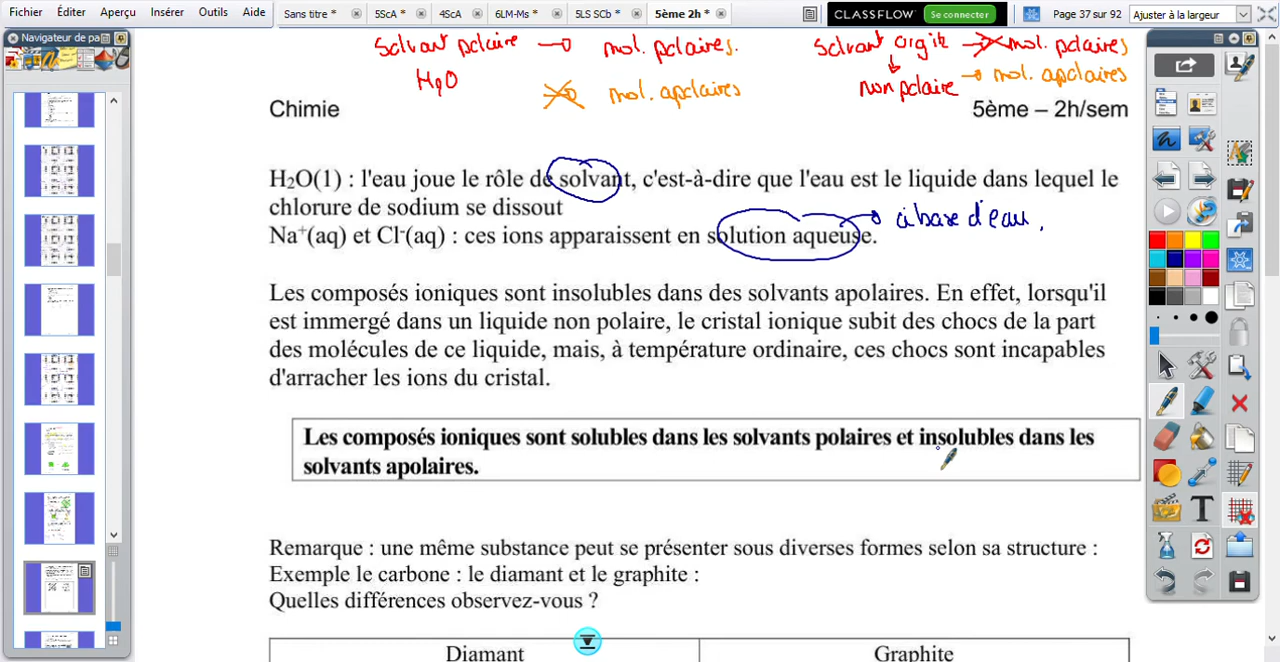 Fichier Éditer Aperçu Insérer Outils Aide
Sans titre * 5ScA * 4ScA 6LM-Ms * 5LS SCb * 5ème 2h *
CLASSFLOW Se connecter
Page 37 sur 92 Ajuster à la largeur
Navigateur de pa
solvant polaire → mol. polaires. solvant orgik → mol. polaires
H2O mol. apolaires non polaire → mol. apolaires
Chimie 5ème – 2h/sem
H2O(1) : l'eau joue le rôle de solvant, c'est-à-dire que l'eau est le liquide dans lequel le
chlorure de sodium se dissout
à base d'eau.
Na+(aq) et Cl-(aq) : ces ions apparaissent en solution aqueuse.
Les composés ioniques sont insolubles dans des solvants apolaires. En effet, lorsqu'il
est immergé dans un liquide non polaire, le cristal ionique subit des chocs de la part
des molécules de ce liquide, mais, à température ordinaire, ces chocs sont incapables
d'arracher les ions du cristal.
Les composés ioniques sont solubles dans les solvants polaires et insolubles dans les
solvants apolaires.
Remarque : une même substance peut se présenter sous diverses formes selon sa structure :
Exemple le carbone : le diamant et le graphite :
Quelles différences observez-vous ?
Diamant Graphite